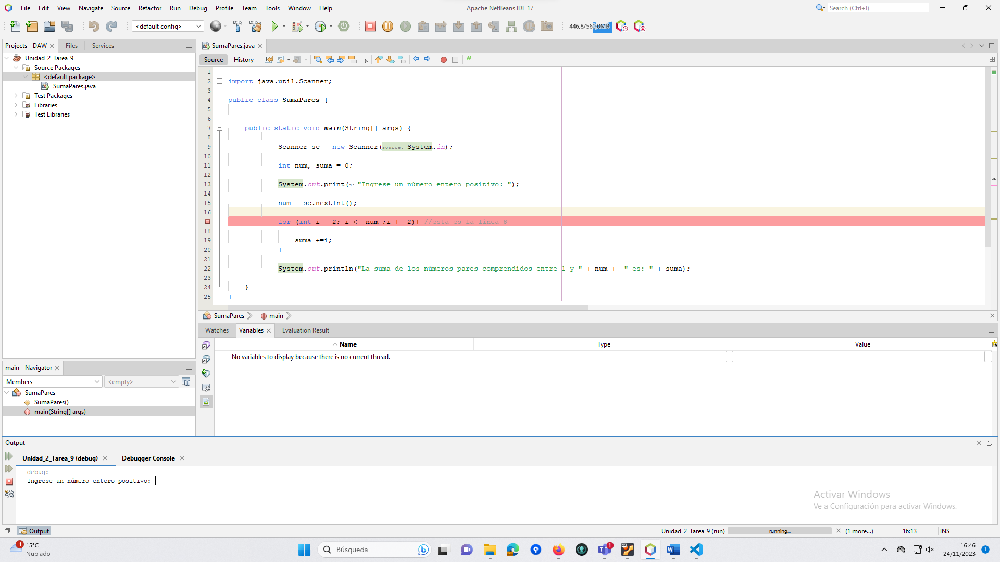 File Edit View Navigate Source Refactor Run Debug Profile Team Tools Window Help
Apache NetBeans IDE 17
Search (Ctrl+I)
<default config>
446,8/560,0MB
Projects - DAW
Files
Services
SumaPares.java
Unidad_2_Tarea_9
Source Packages
<default package>
SumaPares.java
Test Packages
Libraries
Test Libraries
Source
History
1
2 import java.util.Scanner;
3
4 public class SumaPares {
5
6
7 public static void main(String[] args) {
8
9 Scanner sc = new Scanner(source: System.in);
10
11 int num, suma = 0;
12
13 System.out.print(s: "Ingrese un número entero positivo: ");
14
15 num = sc.nextInt();
16
for (int i = 2; i <= num ;i += 2){ //esta es la linea 8
18
19 suma +=i;
20 }
21
22 System.out.println("La suma de los números pares comprendidos entre 1 y " + num + " es: " + suma);
23
24 }
25 }
SumaPares
main
Watches
Variables
Evaluation Result
Name
Type
Value
No variables to display because there is no current thread.
...
...
main - Navigator
Members
<empty>
SumaPares
SumaPares()
main(String[] args)
Output
Unidad_2_Tarea_9 (debug)
Debugger Console
debug:
Ingrese un número entero positivo:
Activar Windows
Ve a Configuración para activar Windows.
Output
Unidad_2_Tarea_9 (run)
running...
(1 more...)
16:13
INS
1
15°C
Nublado
Búsqueda
1
64
16:46
24/11/2023
1